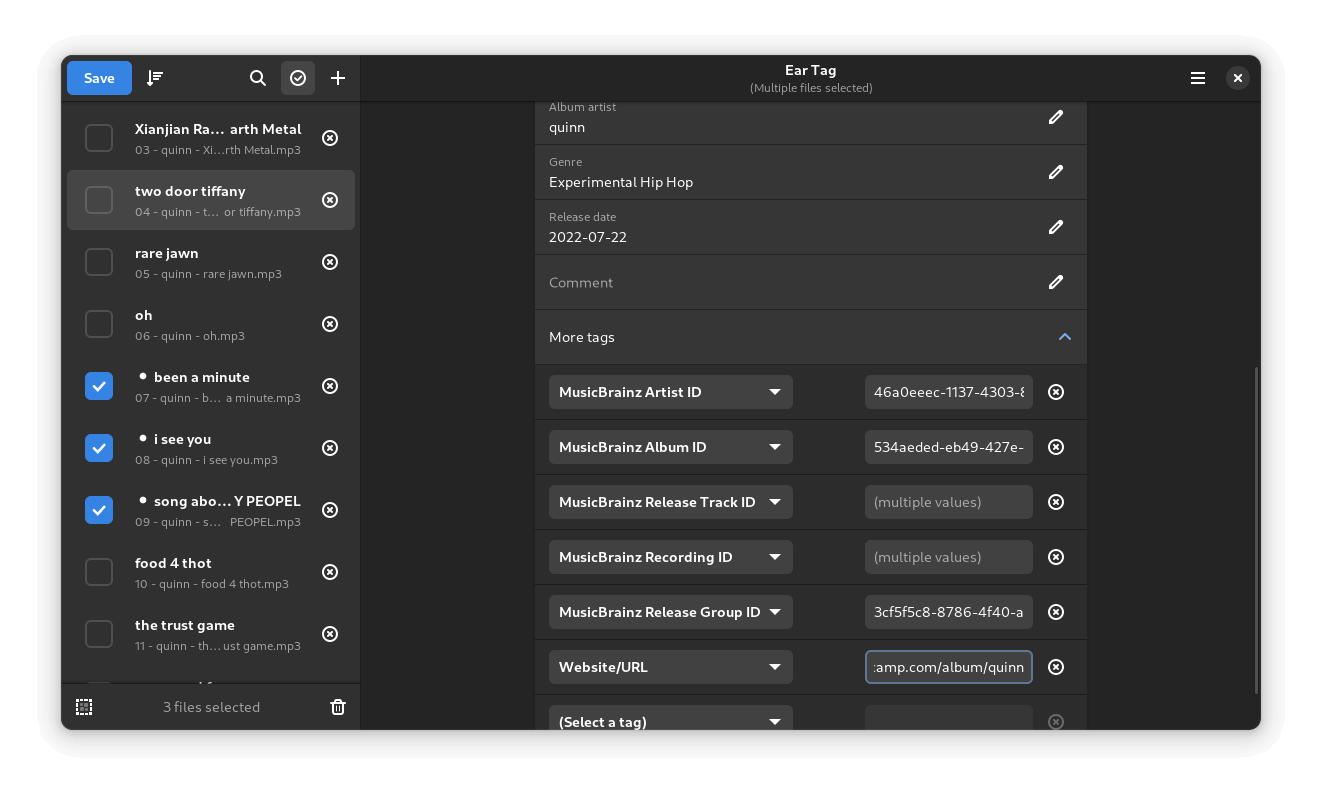 Save
Ear Tag
(Multiple files selected)
Xianjian Ra... arth Metal
03 - quinn - Xi...rth Metal.mp3
two door tiffany
04 - quinn - t... or tiffany.mp3
rare jawn
05 - quinn - rare jawn.mp3
oh
06 - quinn - oh.mp3
• been a minute
07 - quinn - b... a minute.mp3
• i see you
08 - quinn - i see you.mp3
• song abo... Y PEOPEL
09 - quinn - s... PEOPEL.mp3
food 4 thot
10 - quinn - food 4 thot.mp3
the trust game
11 - quinn - th... ust game.mp3
3 files selected
Album artist
quinn
Genre
Experimental Hip Hop
Release date
2022-07-22
Comment
More tags
MusicBrainz Artist ID
46a0eeec-1137-4303-8
MusicBrainz Album ID
534aeded-eb49-427e-
MusicBrainz Release Track ID
(multiple values)
MusicBrainz Recording ID
(multiple values)
MusicBrainz Release Group ID
3cf5f5c8-8786-4f40-a
Website/URL
camp.com/album/quinn
(Select a tag)